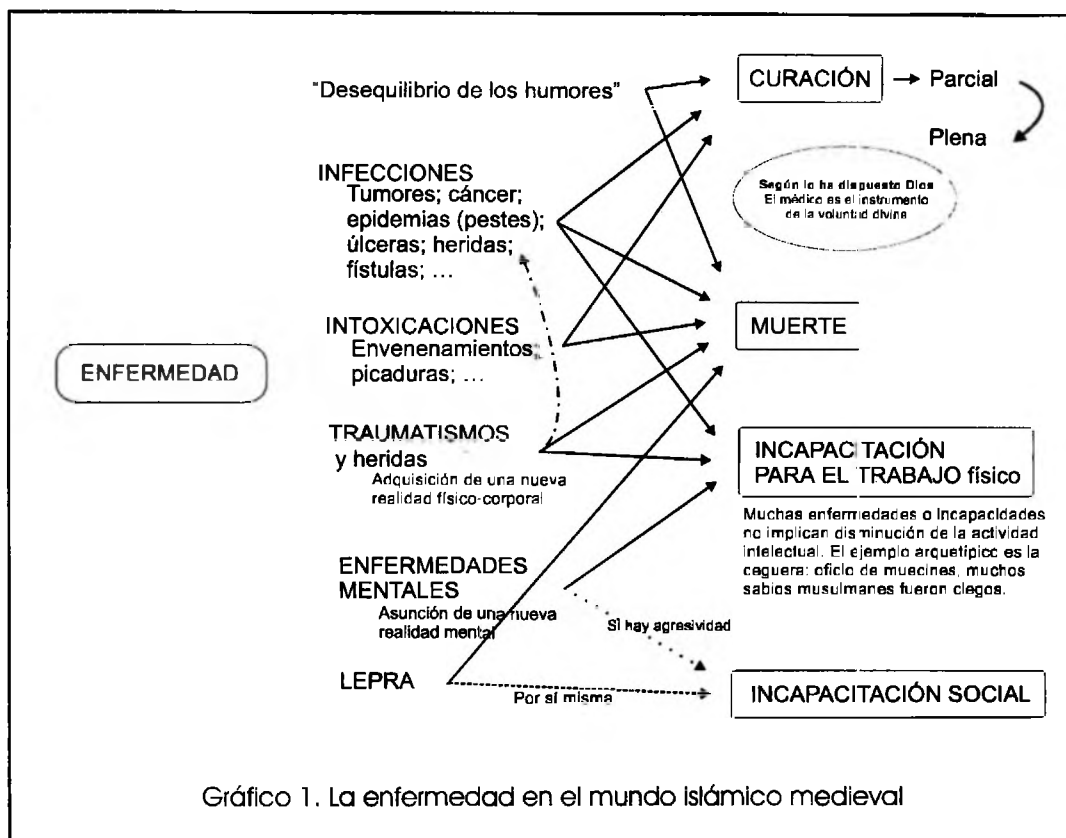 ENFERMEDAD
"Desequilibrio de los humores"
INFECCIONES
Tumores; cáncer;
epidemias (pestes);
úlceras; heridas;
fístulas; …
INTOXICACIONES
Envenenamientos;
picaduras; …
TRAUMATISMOS
y heridas
Adquisición de una nueva
realidad físico-corporal
ENFERMEDADES
MENTALES
Asunción de una nueva
realidad mental
LEPRA
Si hay agresividad
Por sí misma
CURACIÓN
Parcial
Plena
Según lo ha dispuesto Dios
El médico es el instrumento
de la voluntad divina
MUERTE
INCAPACITACIÓN
PARA EL TRABAJO físico
Muchas enfermedades o incapacidades
no implican disminución de la actividad
intelectual. El ejemplo arquetípico es la
ceguera: oficio de muecines, muchos
sabios musulmanes fueron ciegos.
INCAPACITACIÓN SOCIAL
Gráfico 1. La enfermedad en el mundo islámico medieval